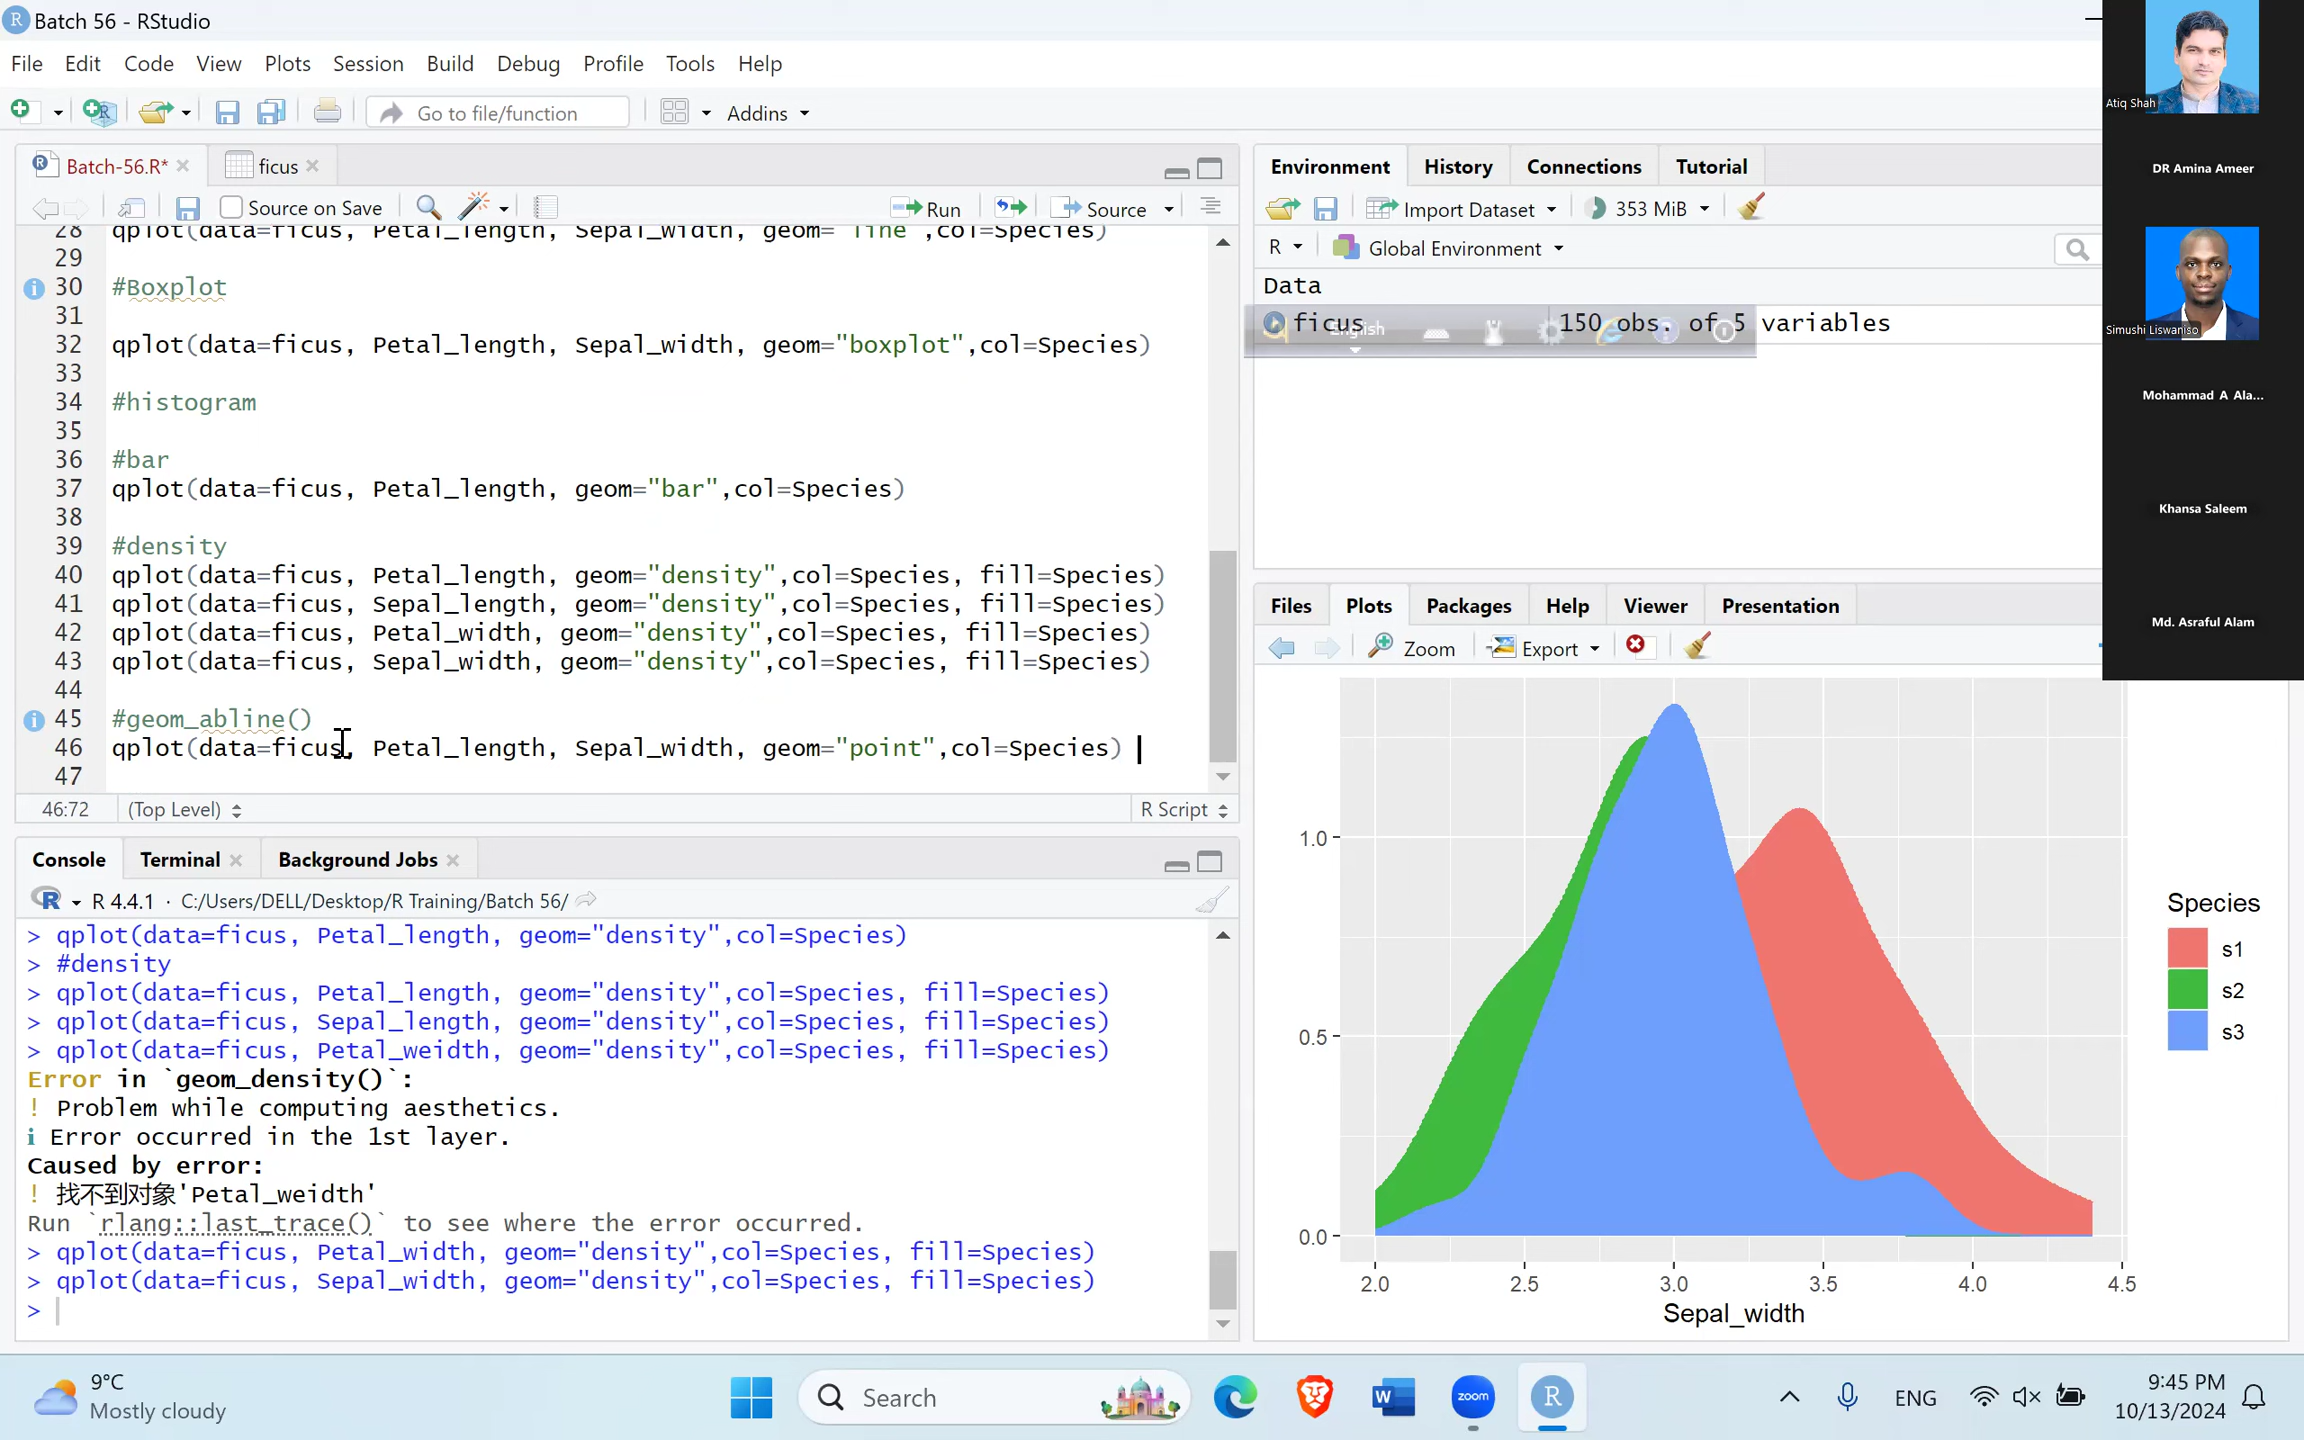 Batch 56 - RStudio
File Edit Code View Plots Session Build Debug Profile Tools Help
Go to file/function Addins
Batch-56.R* ficus
Source on Save Run Source
28 qplot(data=ficus, Petal_length, Sepal_width, geom="line",col=Species)
29
30 #Boxplot
31
32 qplot(data=ficus, Petal_length, Sepal_width, geom="boxplot",col=Species)
33
34 #histogram
35
36 #bar
37 qplot(data=ficus, Petal_length, geom="bar",col=Species)
38
39 #density
40 qplot(data=ficus, Petal_length, geom="density",col=Species, fill=Species)
41 qplot(data=ficus, Sepal_length, geom="density",col=Species, fill=Species)
42 qplot(data=ficus, Petal_width, geom="density",col=Species, fill=Species)
43 qplot(data=ficus, Sepal_width, geom="density",col=Species, fill=Species)
44
45 #geom_abline()
46 qplot(data=ficus, Petal_length, Sepal_width, geom="point",col=Species)
47
46:72 (Top Level) R Script
Console Terminal Background Jobs
R 4.4.1 · C:/Users/DELL/Desktop/R Training/Batch 56/
> qplot(data=ficus, Petal_length, geom="density",col=Species)
> #density
> qplot(data=ficus, Petal_length, geom="density",col=Species, fill=Species)
> qplot(data=ficus, Sepal_length, geom="density",col=Species, fill=Species)
> qplot(data=ficus, Petal_weidth, geom="density",col=Species, fill=Species)
Error in `geom_density()`:
! Problem while computing aesthetics.
i Error occurred in the 1st layer.
Caused by error:
! 找不到对象'Petal_weidth'
Run `rlang::last_trace()` to see where the error occurred.
> qplot(data=ficus, Petal_width, geom="density",col=Species, fill=Species)
> qplot(data=ficus, Sepal_width, geom="density",col=Species, fill=Species)
>
Environment History Connections Tutorial
Import Dataset 353 MiB
R Global Environment
Data
ficus 150 obs. of 5 variables
English
Files Plots Packages Help Viewer Presentation
Zoom Export
1.0
0.5
0.0
2.0 2.5 3.0 3.5 4.0 4.5
Sepal_width
Species
s1
s2
s3
Atiq Shah
DR Amina Ameer
Simushi Liswaniso
Mohammad A Ala...
Khansa Saleem
Md. Asraful Alam
9°C
Mostly cloudy
Search
zoom
ENG
9:45 PM
10/13/2024